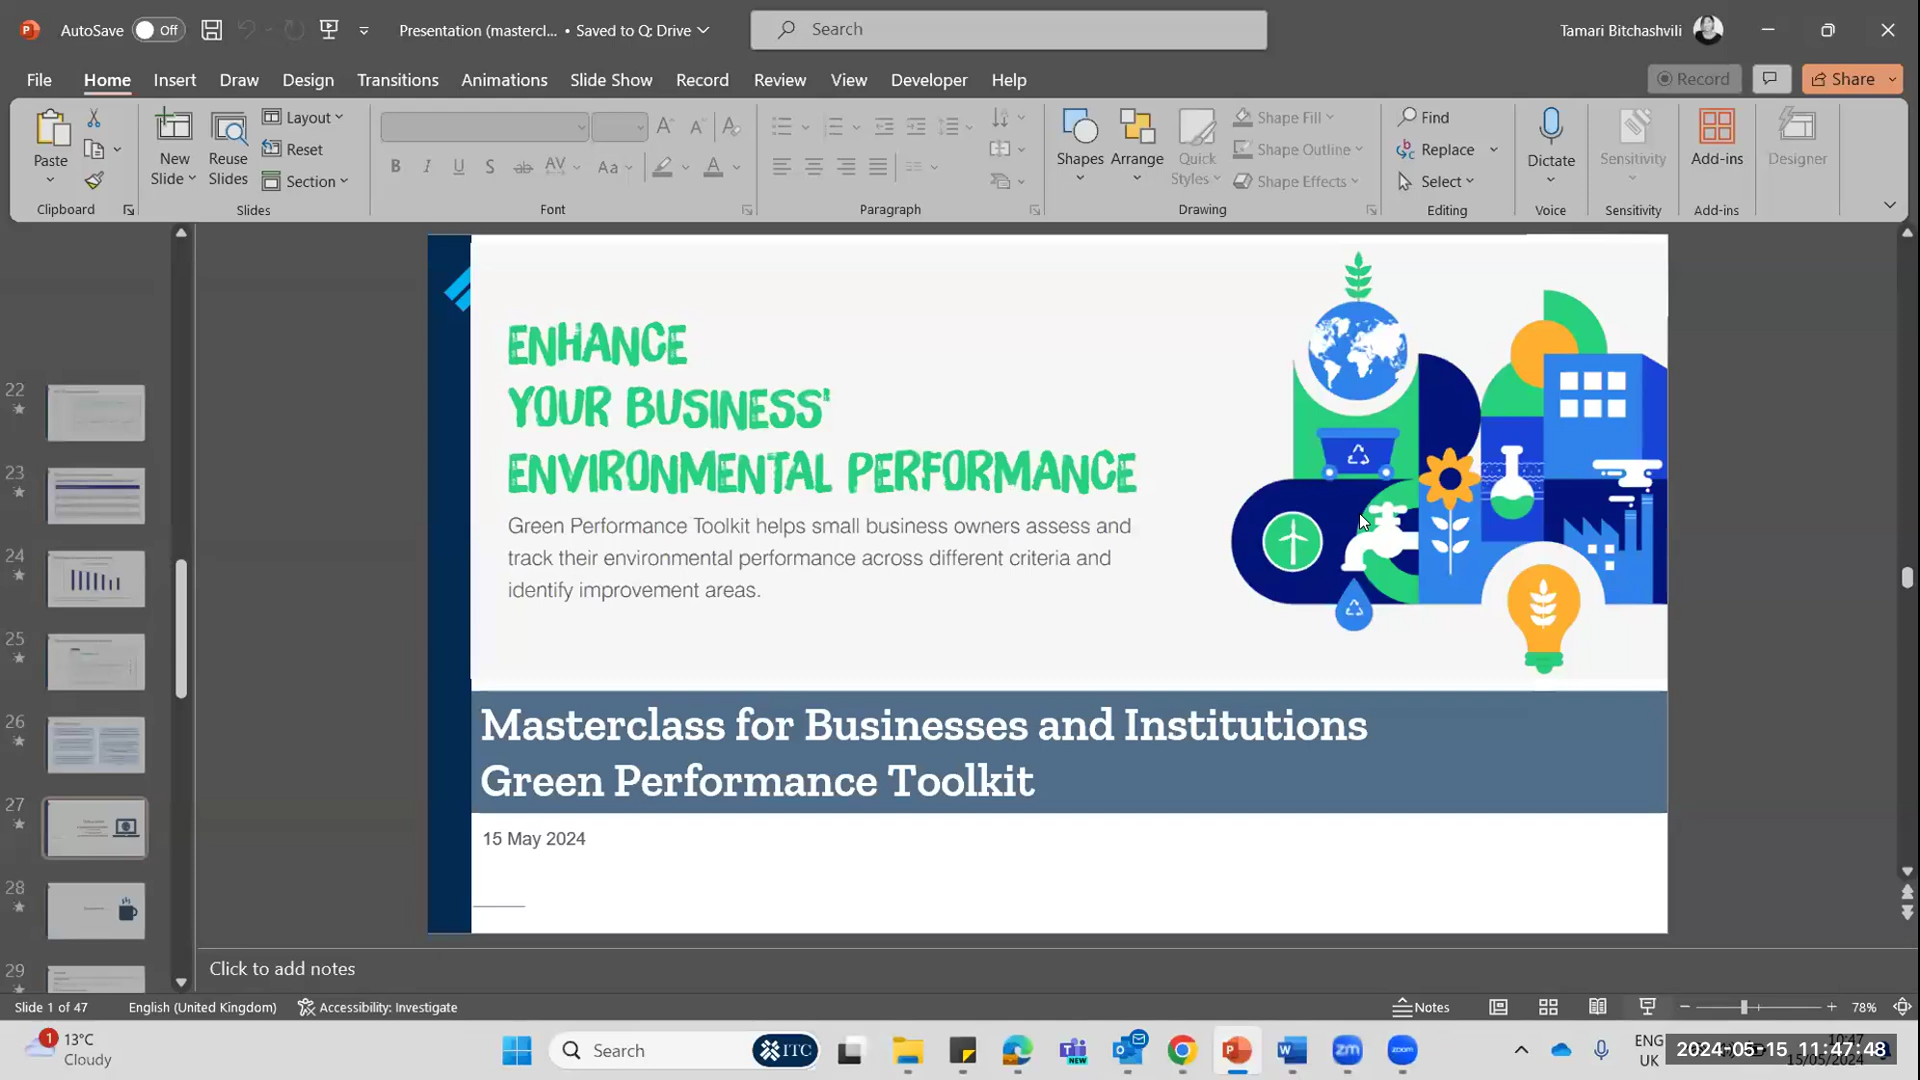 AutoSave Off Presentation (mastercl... • Saved to Q: Drive Search Tamari Bitchashvili
File Home Insert Draw Design Transitions Animations Slide Show Record Review View Developer Help Record Share
Paste
Clipboard
New Slide
Reuse Slides
Layout
Reset
Section
Slides
B I U S ab AV Aa A
Font
Paragraph
Shapes
Arrange
Quick Styles
Shape Fill
Shape Outline
Shape Effects
Drawing
Find
Replace
Select
Editing
Dictate
Voice
Sensitivity
Sensitivity
Add-ins
Add-ins
Designer
22
23
24
25
26
27
28
29
ENHANCE
YOUR BUSINESS'
ENVIRONMENTAL PERFORMANCE
Green Performance Toolkit helps small business owners assess and
track their environmental performance across different criteria and
identify improvement areas.
Masterclass for Businesses and Institutions
Green Performance Toolkit
15 May 2024
Click to add notes
Slide 1 of 47 English (United Kingdom) Accessibility: Investigate Notes 78%
1
13°C
Cloudy
Search ITC
NEW
zm
zoom
ENG
UK
2024-05-15 11:47:48